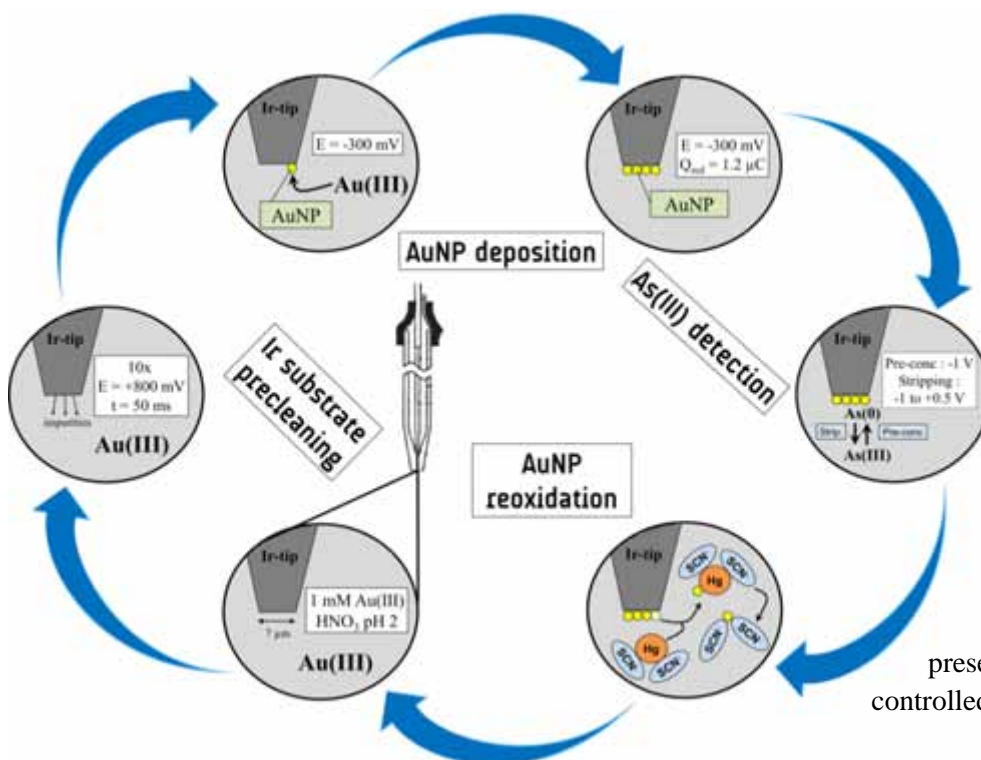 Ir-tip
E = -300 mV
Au(III)
AuNP
Ir-tip
E = -300 mV
Qred = 1.2 µC
AuNP
AuNP deposition
As(III) detection
Ir-tip
Pre-conc : -1 V
Stripping :
-1 to +0.5 V
As(0)
Strip
Pre-conc
As(III)
Ir-tip
10x
E = +800 mV
t = 50 ms
impurities
Au(III)
Ir substrate
precleaning
AuNP
reoxidation
Ir-tip
SCN
SCN
Hg
Hg
SCN
SCN
SCN
SCN
Ir-tip
1 mM Au(III)
HNO3 pH 2
7 µm
Au(III)
prese
controlled